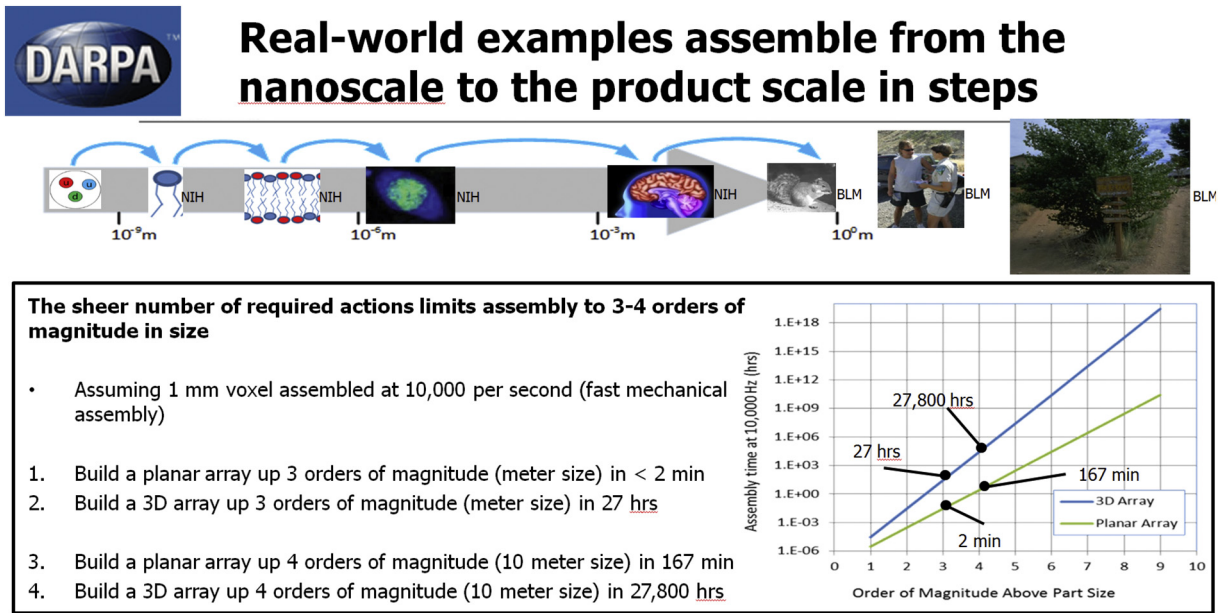 DARPA
TM
Real-world examples assemble from the
nanoscale to the product scale in steps
u
u
d
NIH
NIH
NIH
NIH
BLM
BLM
BLM
10⁻⁹m
10⁻⁶m
10⁻³m
10⁰m
The sheer number of required actions limits assembly to 3-4 orders of
magnitude in size
• Assuming 1 mm voxel assembled at 10,000 per second (fast mechanical
assembly)
1. Build a planar array up 3 orders of magnitude (meter size) in < 2 min
2. Build a 3D array up 3 orders of magnitude (meter size) in 27 hrs
3. Build a planar array up 4 orders of magnitude (10 meter size) in 167 min
4. Build a 3D array up 4 orders of magnitude (10 meter size) in 27,800 hrs
Assembly time at 10,000Hz (hrs)
1.E+18
1.E+15
1.E+12
1.E+09
1.E+06
1.E+03
1.E+00
1.E-03
1.E-06
27,800 hrs
27 hrs
167 min
2 min
3D Array
Planar Array
0 1 2 3 4 5 6 7 8 9 10
Order of Magnitude Above Part Size